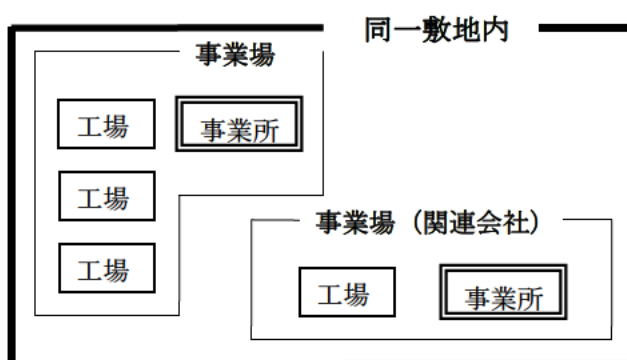 同一敷地内
事業場
工場
事業所
工場
工場
事業場（関連会社）
工場
事業所